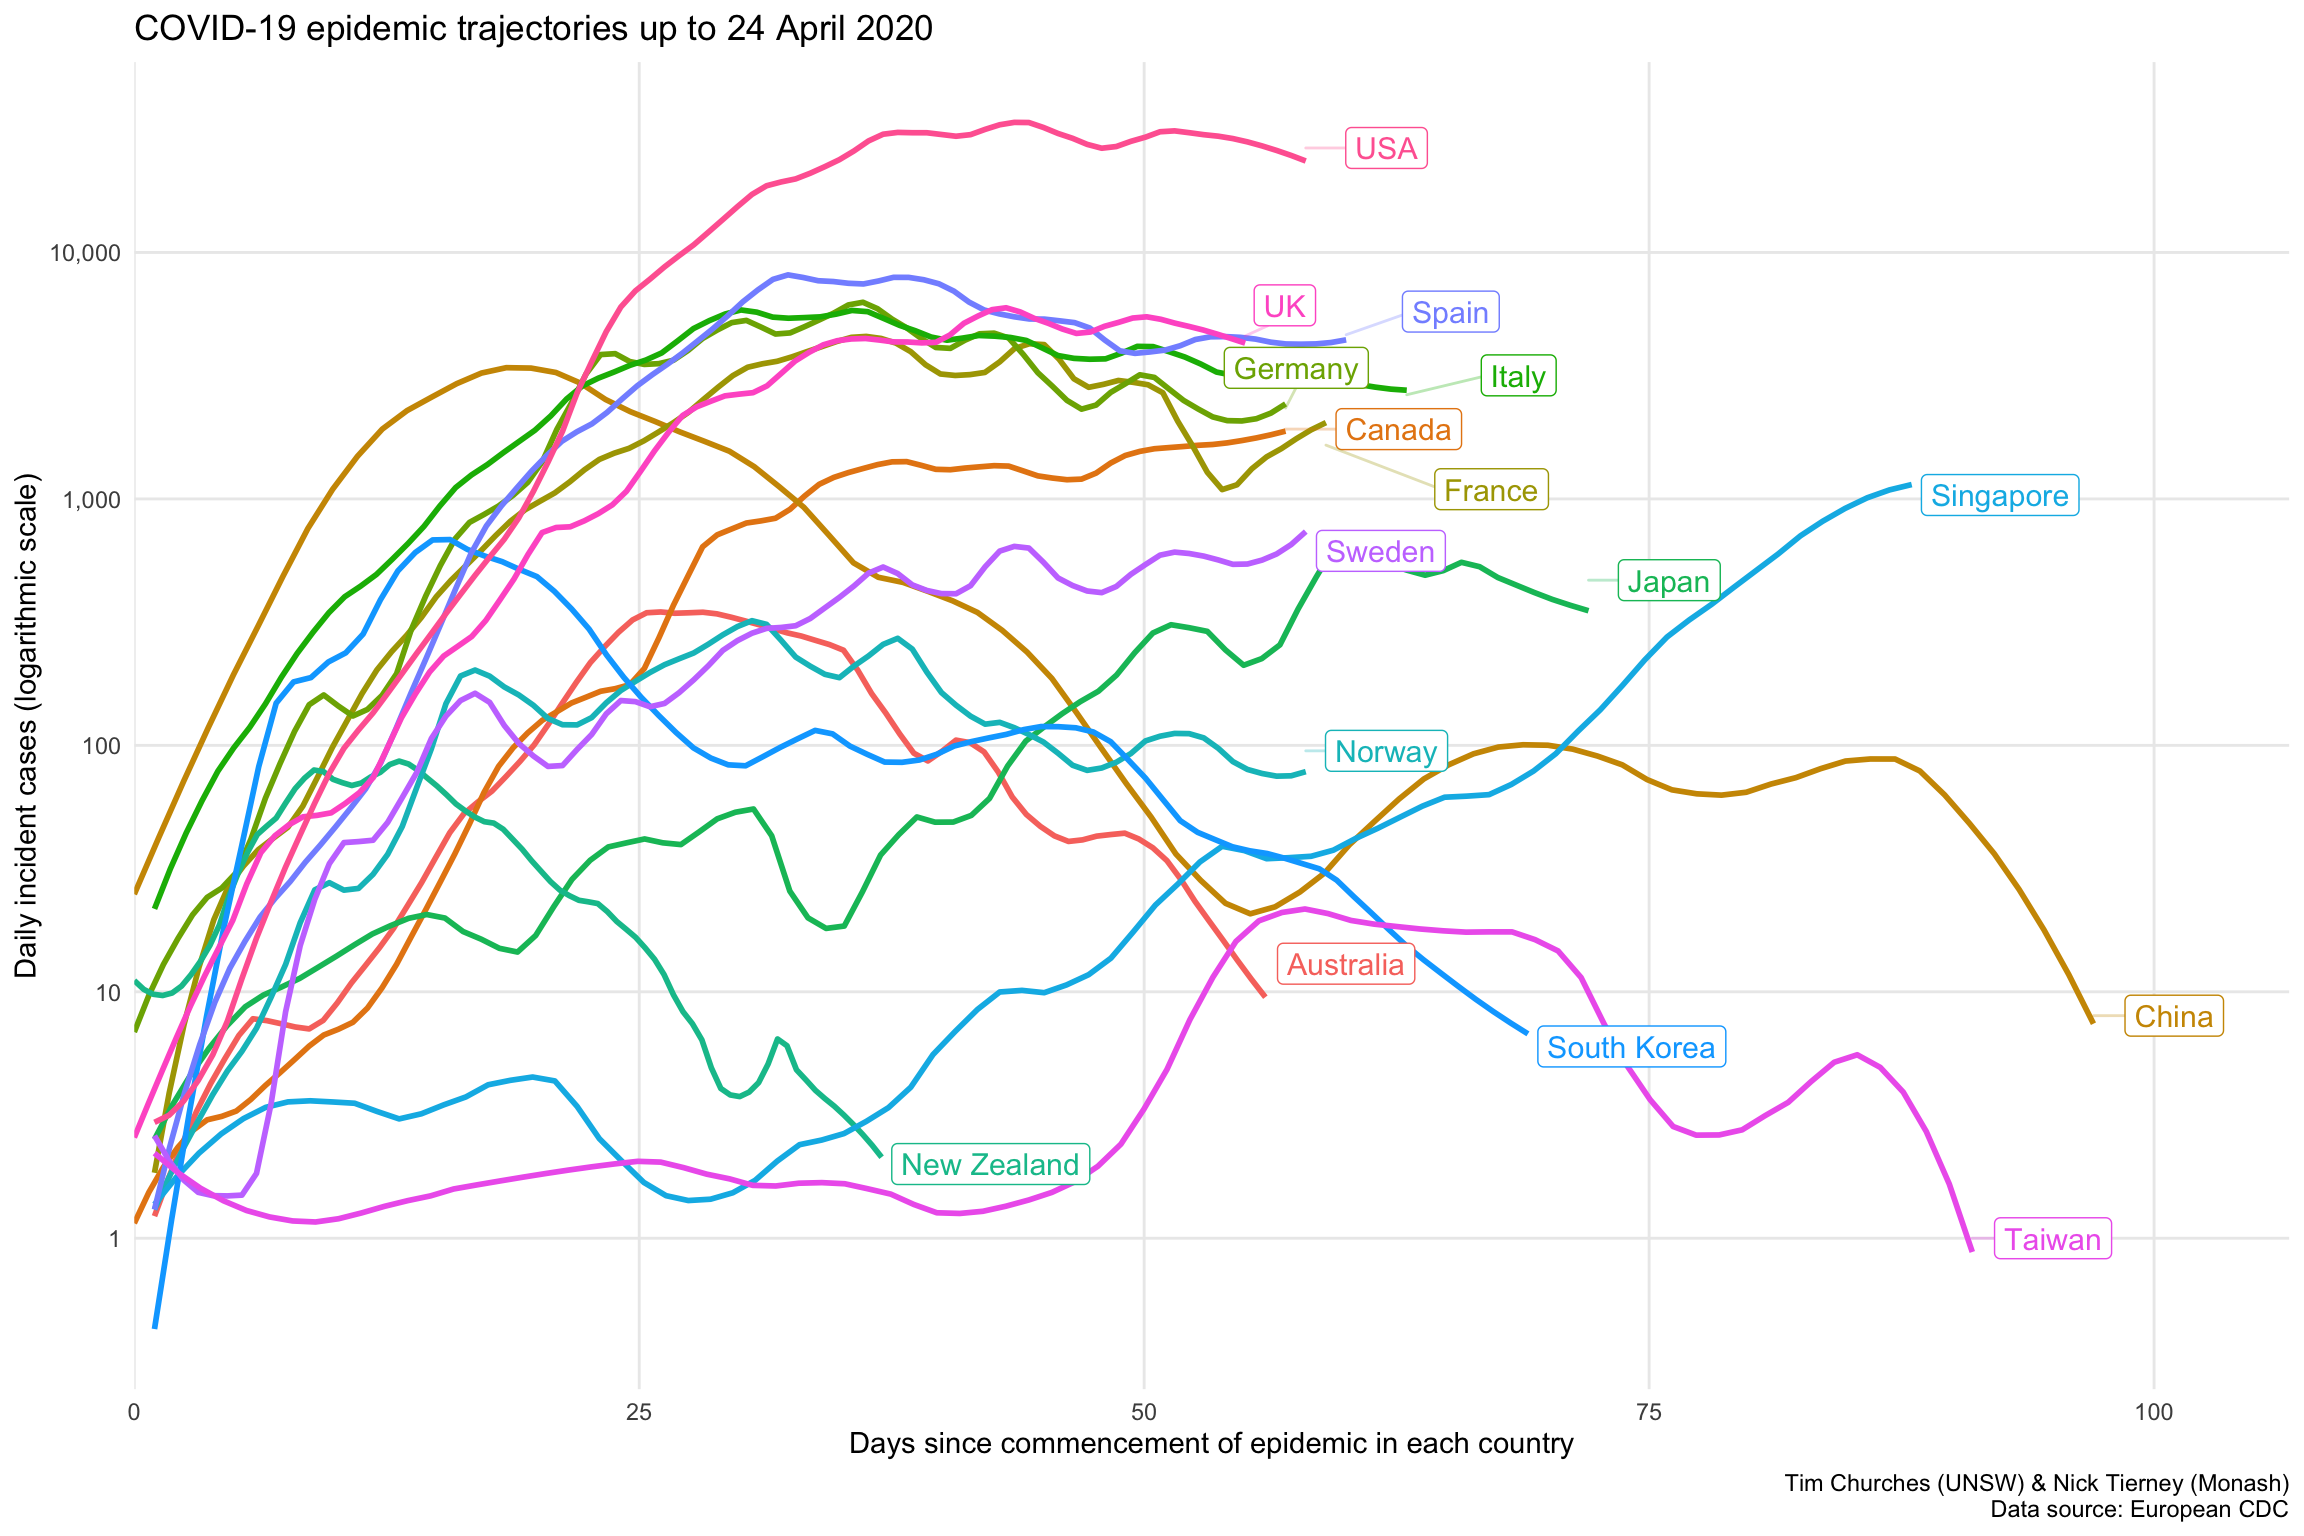 COVID-19 epidemic trajectories up to 24 April 2020
Daily incident cases (logarithmic scale)
10,000
1,000
100
10
1
USA
UK
Spain
Germany
Italy
Canada
France
Singapore
Sweden
Japan
Norway
Australia
China
South Korea
New Zealand
Taiwan
0 25 50 75 100
Days since commencement of epidemic in each country
Tim Churches (UNSW) & Nick Tierney (Monash)
Data source: European CDC